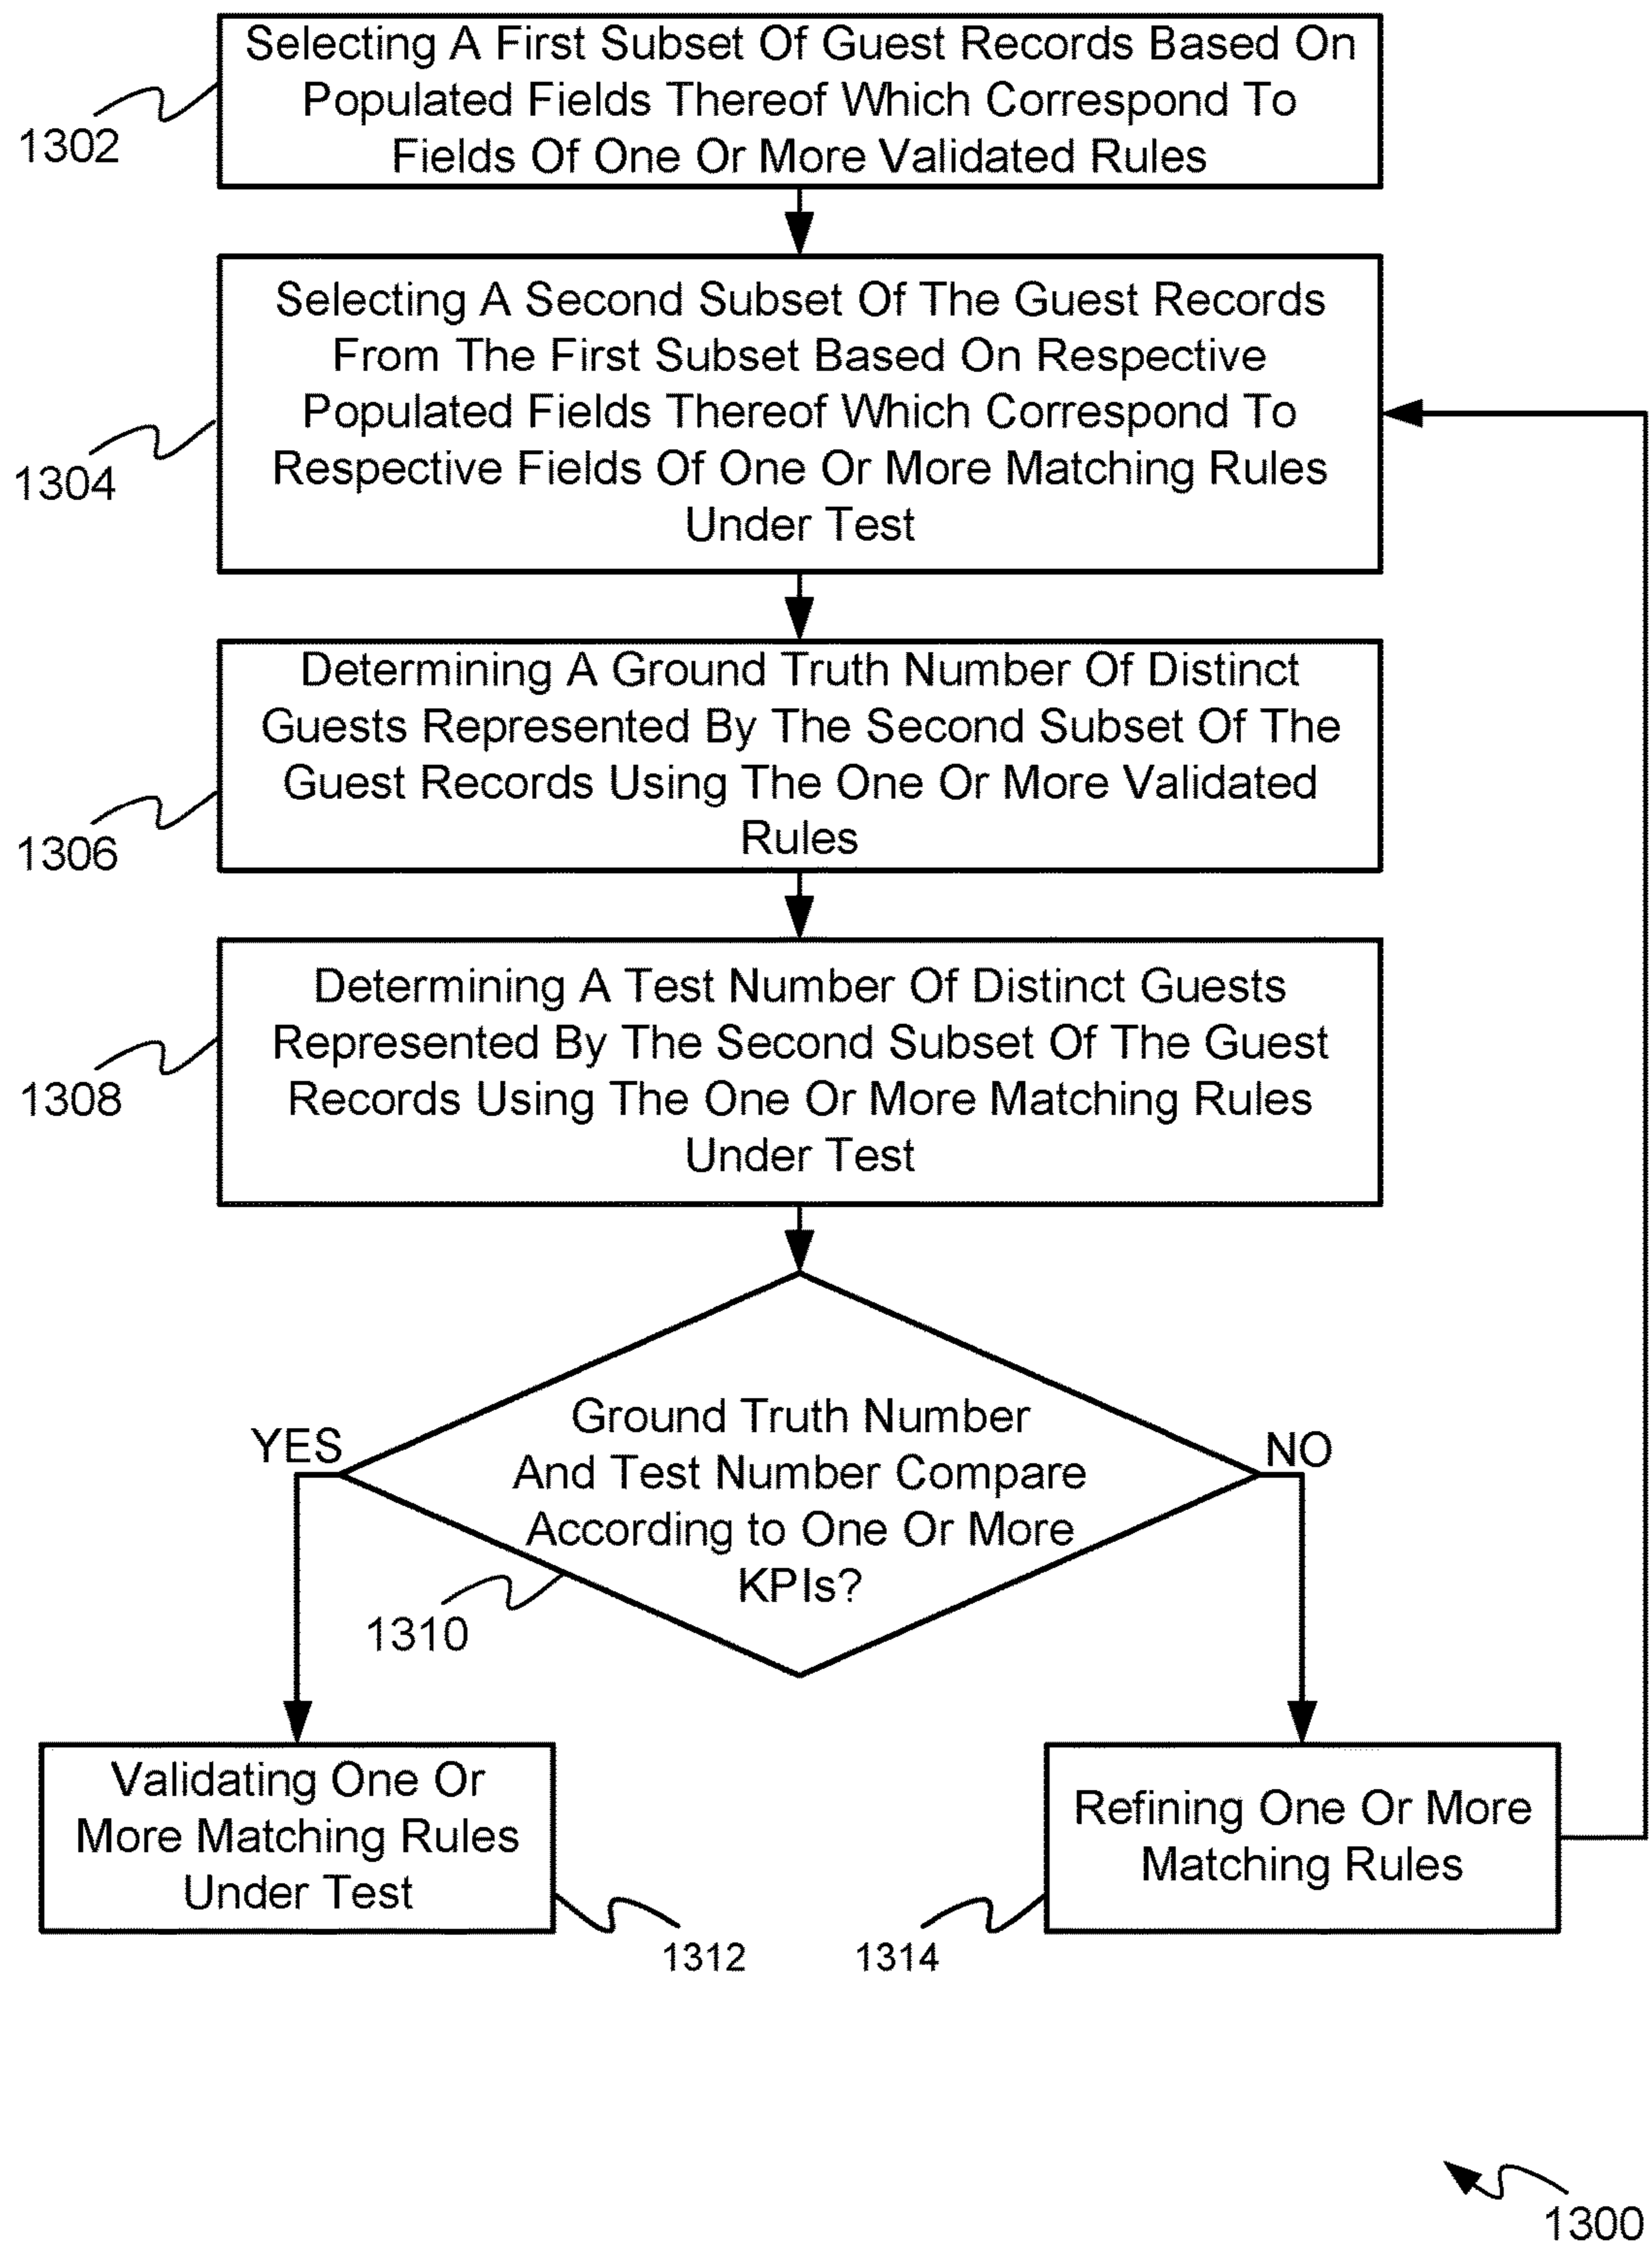 Selecting A First Subset Of Guest Records Based On
Populated Fields Thereof Which Correspond To
Fields Of One Or More Validated Rules
1302
Selecting A Second Subset Of The Guest Records
From The First Subset Based On Respective
Populated Fields Thereof Which Correspond To
Respective Fields Of One Or More Matching Rules
Under Test
1304
Determining A Ground Truth Number Of Distinct
Guests Represented By The Second Subset Of The
Guest Records Using The One Or More Validated
Rules
1306
Determining A Test Number Of Distinct Guests
Represented By The Second Subset Of The Guest
Records Using The One Or More Matching Rules
Under Test
1308
Ground Truth Number
And Test Number Compare
According to One Or More
KPIs?
YES
NO
1310
Validating One Or
More Matching Rules
Under Test
1312
Refining One Or More
Matching Rules
1314
1300